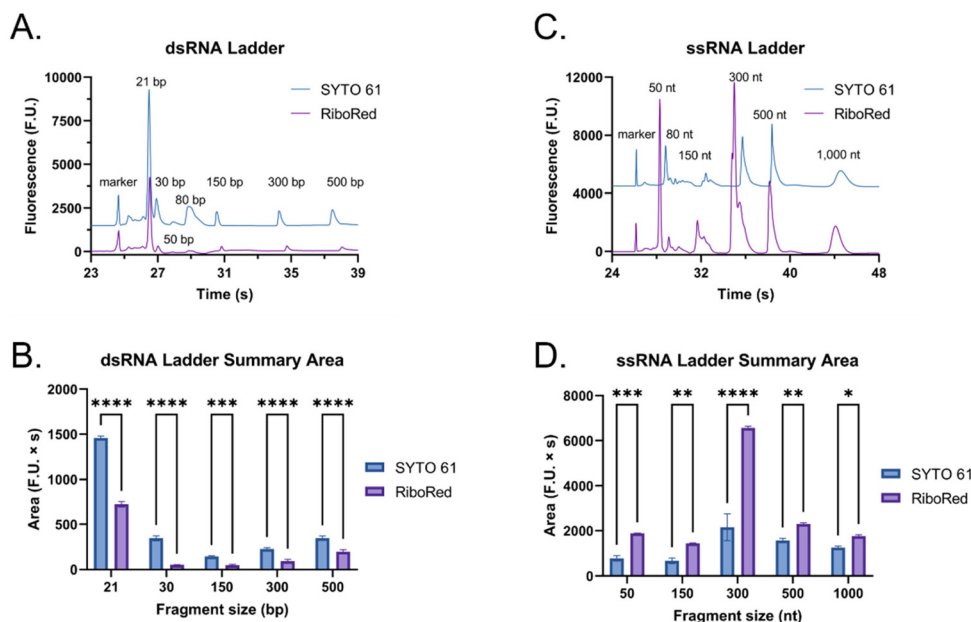 A.
dsRNA Ladder
21 bp
SYTO 61
RiboRed
marker
30 bp
80 bp
150 bp
300 bp
500 bp
50 bp
10000
7500
5000
2500
0
Fluorescence (F.U.)
23 27 31 35 39
Time (s)
C.
ssRNA Ladder
SYTO 61
RiboRed
50 nt
300 nt
marker
80 nt
150 nt
500 nt
1,000 nt
12000
8000
4000
0
Fluorescence (F.U.)
24 32 36 40 44 48
Time (s)
B.
dsRNA Ladder Summary Area
**** **** *** **** ****
SYTO 61
RiboRed
2000
1500
1000
500
0
Area (F.U. × s)
21 30 150 300 500
Fragment size (bp)
D.
ssRNA Ladder Summary Area
*** ** **** ** *
SYTO 61
RiboRed
8000
6000
4000
2000
0
Area (F.U. × s)
50 150 300 500 1000
Fragment size (nt)